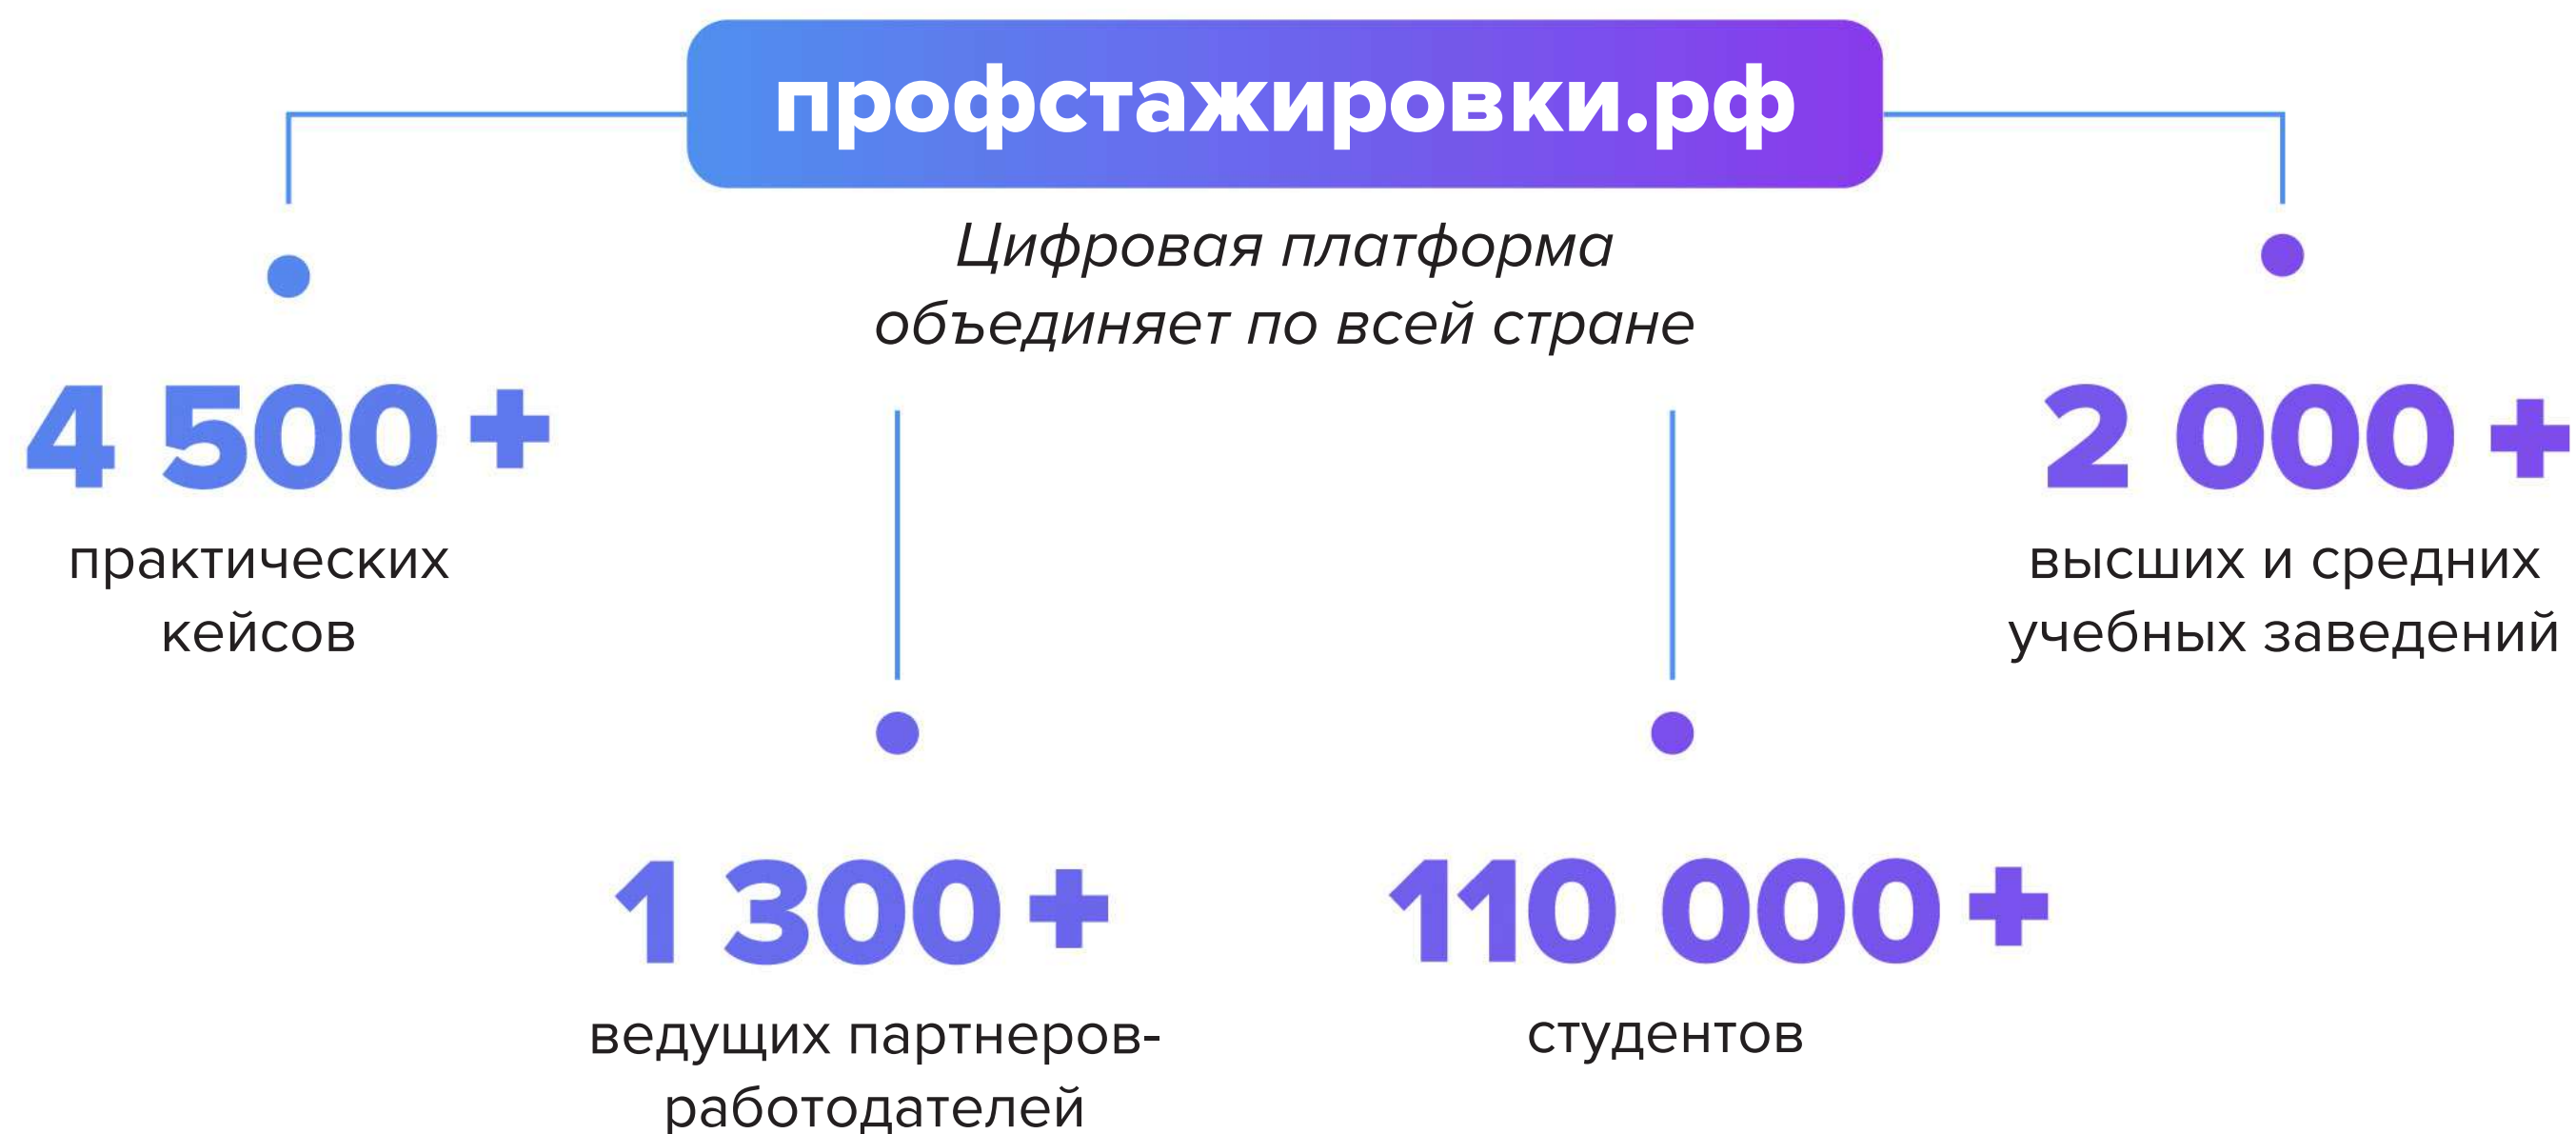 профстажировки.рф
Цифровая платформа
объединяет по всей стране
4 500 +
практических
кейсов
2 000 +
высших и средних
учебных заведений
1 300 +
ведущих партнеров-
работодателей
110 000 +
студентов